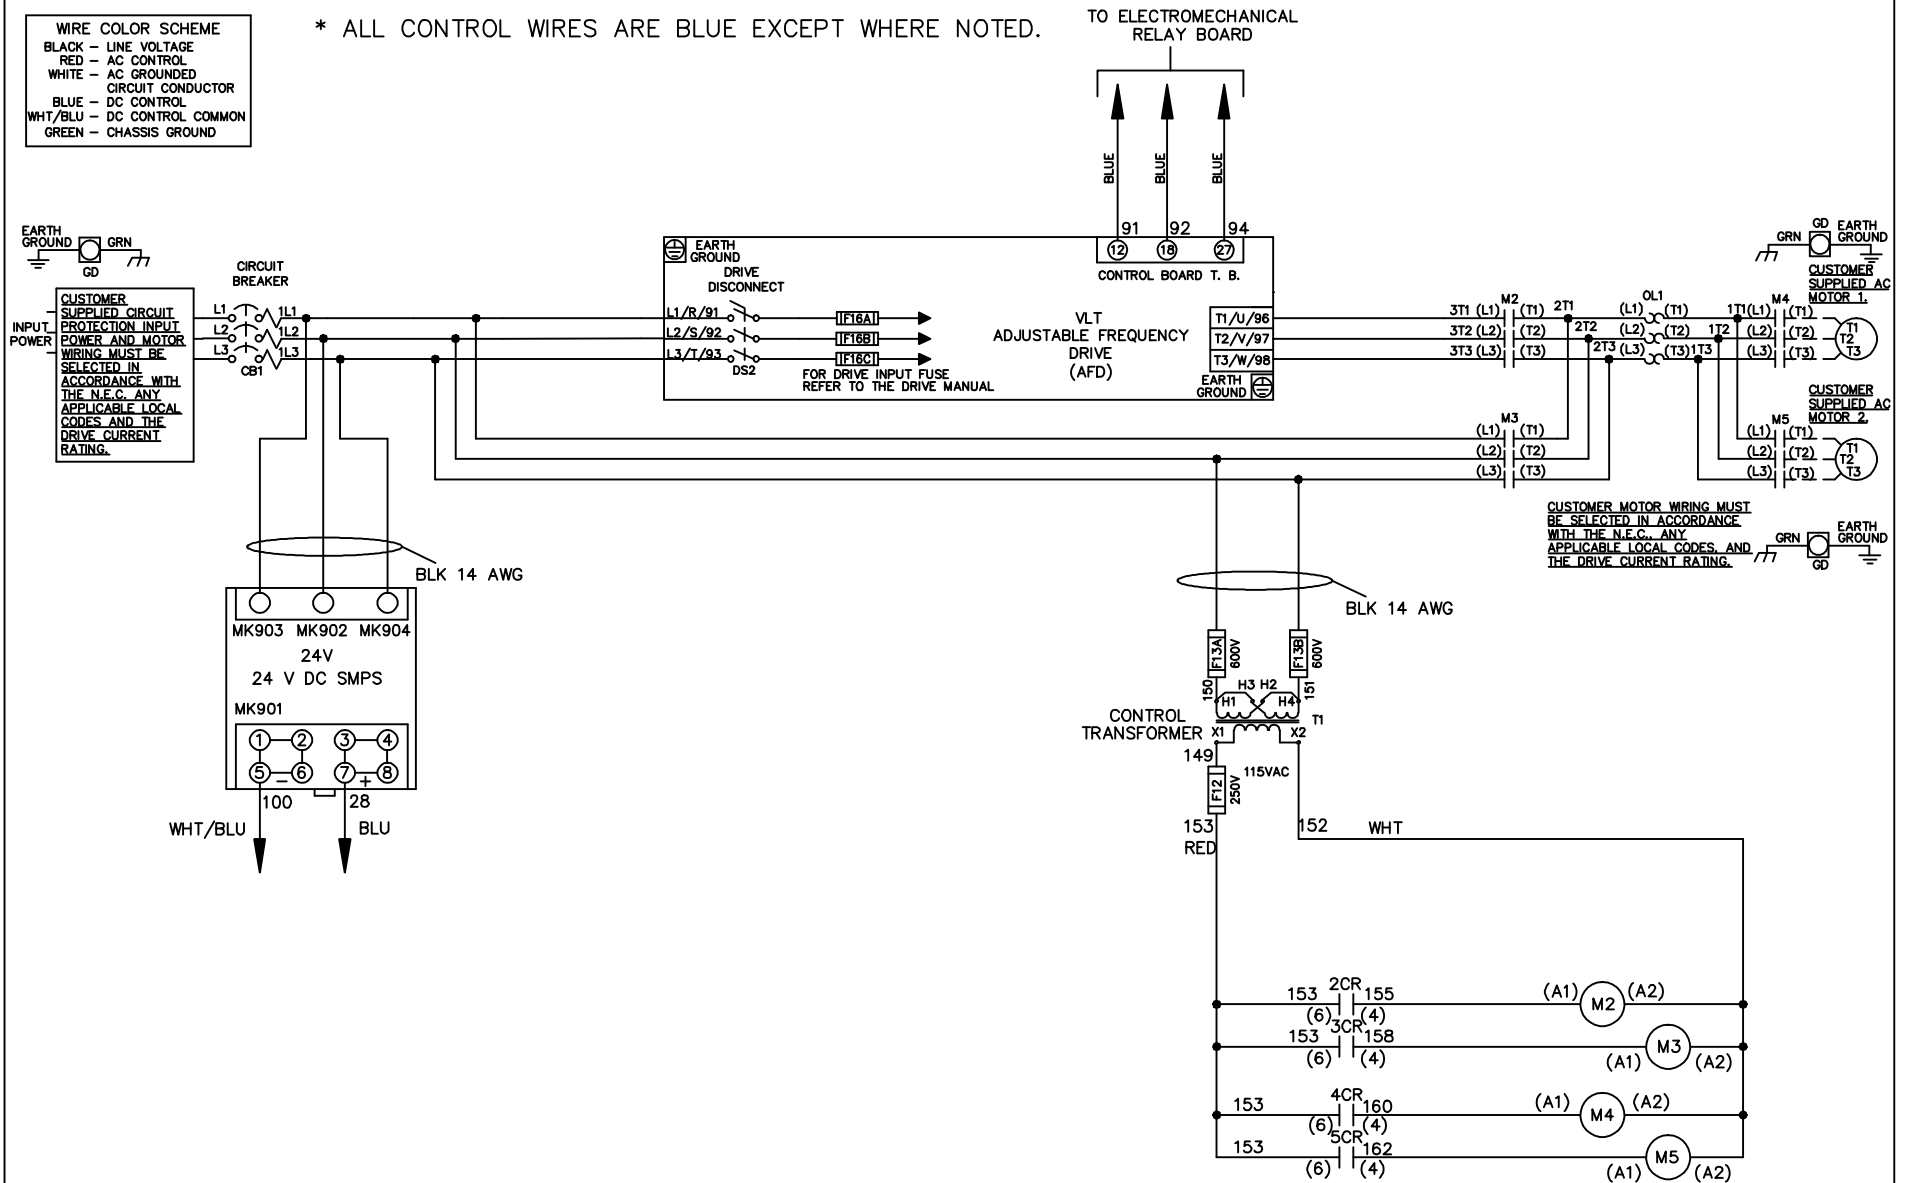 WIRE COLOR SCHEME
BLACK – LINE VOLTAGE
RED – AC CONTROL
WHITE – AC GROUNDED
CIRCUIT CONDUCTOR
BLUE – DC CONTROL
WHT/BLU – DC CONTROL COMMON
GREEN – CHASSIS GROUND
* ALL CONTROL WIRES ARE BLUE EXCEPT WHERE NOTED.
TO ELECTROMECHANICAL
RELAY BOARD
BLUE
BLUE
BLUE
91 92 94
12 18 27
CONTROL BOARD T. B.
EARTH
GROUND
GRN
GD
INPUT
POWER
CUSTOMER
SUPPLIED CIRCUIT
PROTECTION INPUT
POWER AND MOTOR
WIRING MUST BE
SELECTED IN
ACCORDANCE WITH
THE N.E.C. ANY
APPLICABLE LOCAL
CODES AND THE
DRIVE CURRENT
RATING.
CIRCUIT
BREAKER
L1 1L1
L2 1L2
L3 1L3
CB1
EARTH
GROUND
DRIVE
DISCONNECT
L1/R/91
L2/S/92
L3/T/93
DS2
F16A
F16B
F16C
FOR DRIVE INPUT FUSE
REFER TO THE DRIVE MANUAL
VLT
ADJUSTABLE FREQUENCY
DRIVE
(AFD)
T1/U/96
T2/V/97
T3/W/98
EARTH
GROUND
M2
3T1 (L1) (T1) 2T1
3T2 (L2) (T2) 2T2
3T3 (L3) (T3) 2T3
OL1
(L1) (T1) 1T1
(L2) (T2) 1T2
(L3) (T3) 1T3
M4
(L1) (T1)
(L2) (T2)
(L3) (T3)
T1
T2
T3
GD
EARTH
GROUND
GRN
CUSTOMER
SUPPLIED AC
MOTOR 1.
M3
(L1) (T1)
(L2) (T2)
(L3) (T3)
M5
(L1) (T1)
(L2) (T2)
(L3) (T3)
T1
T2
T3
CUSTOMER
SUPPLIED AC
MOTOR 2.
CUSTOMER MOTOR WIRING MUST
BE SELECTED IN ACCORDANCE
WITH THE N.E.C., ANY
APPLICABLE LOCAL CODES, AND
THE DRIVE CURRENT RATING.
GRN
EARTH
GROUND
GD
BLK 14 AWG
MK903 MK902 MK904
24V
24 V DC SMPS
MK901
1 2 3 4
5 – 6 7 + 8
100 28
WHT/BLU BLU
BLK 14 AWG
F13A
600V
F13B
600V
150
151
H3 H2
H1 H4
CONTROL
TRANSFORMER
T1
X1 X2
149
115VAC
F12
250V
153
RED
152 WHT
153 2CR 155
(6) (4)
(A1) M2 (A2)
153 3CR 158
(6) (4)
(A1) M3 (A2)
153 4CR 160
(6) (4)
(A1) M4 (A2)
153 5CR 162
(6) (4)
(A1) M5 (A2)